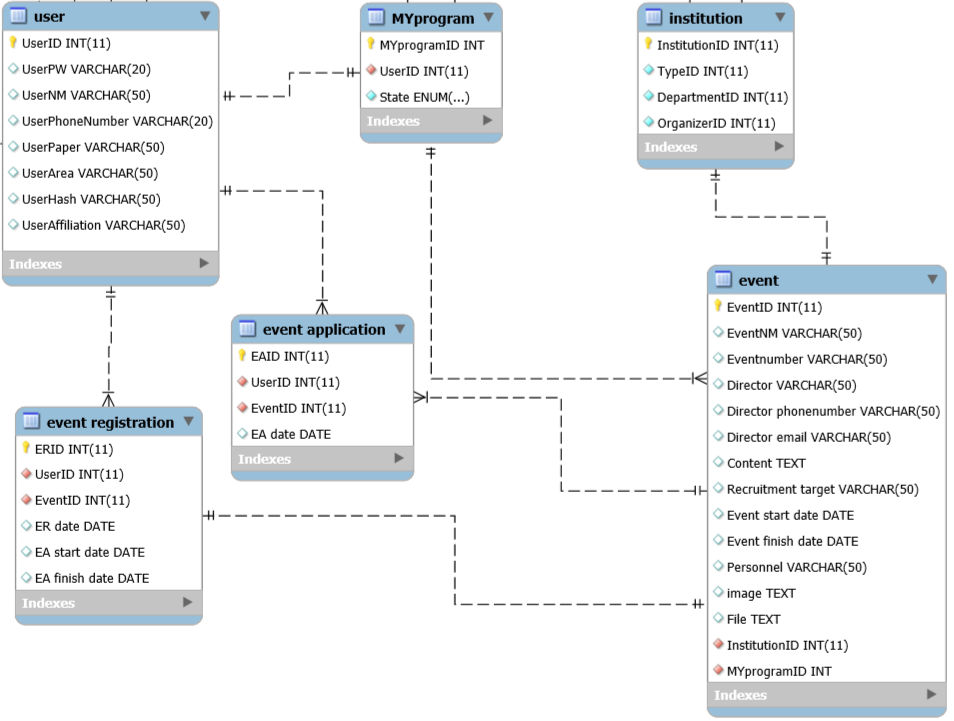 user
UserID INT(11)
UserPW VARCHAR(20)
UserNM VARCHAR(50)
UserPhoneNumber VARCHAR(20)
UserPaper VARCHAR(50)
UserArea VARCHAR(50)
UserHash VARCHAR(50)
UserAffiliation VARCHAR(50)
Indexes
MYprogram
MYprogramID INT
UserID INT(11)
State ENUM(...)
Indexes
institution
InstitutionID INT(11)
TypeID INT(11)
DepartmentID INT(11)
OrganizerID INT(11)
Indexes
event application
EAID INT(11)
UserID INT(11)
EventID INT(11)
EA date DATE
Indexes
event registration
ERID INT(11)
UserID INT(11)
EventID INT(11)
ER date DATE
EA start date DATE
EA finish date DATE
Indexes
event
EventID INT(11)
EventNM VARCHAR(50)
Eventnumber VARCHAR(50)
Director VARCHAR(50)
Director phonenumber VARCHAR(50)
Director email VARCHAR(50)
Content TEXT
Recruitment target VARCHAR(50)
Event start date DATE
Event finish date DATE
Personnel VARCHAR(50)
image TEXT
File TEXT
InstitutionID INT(11)
MYprogramID INT
Indexes